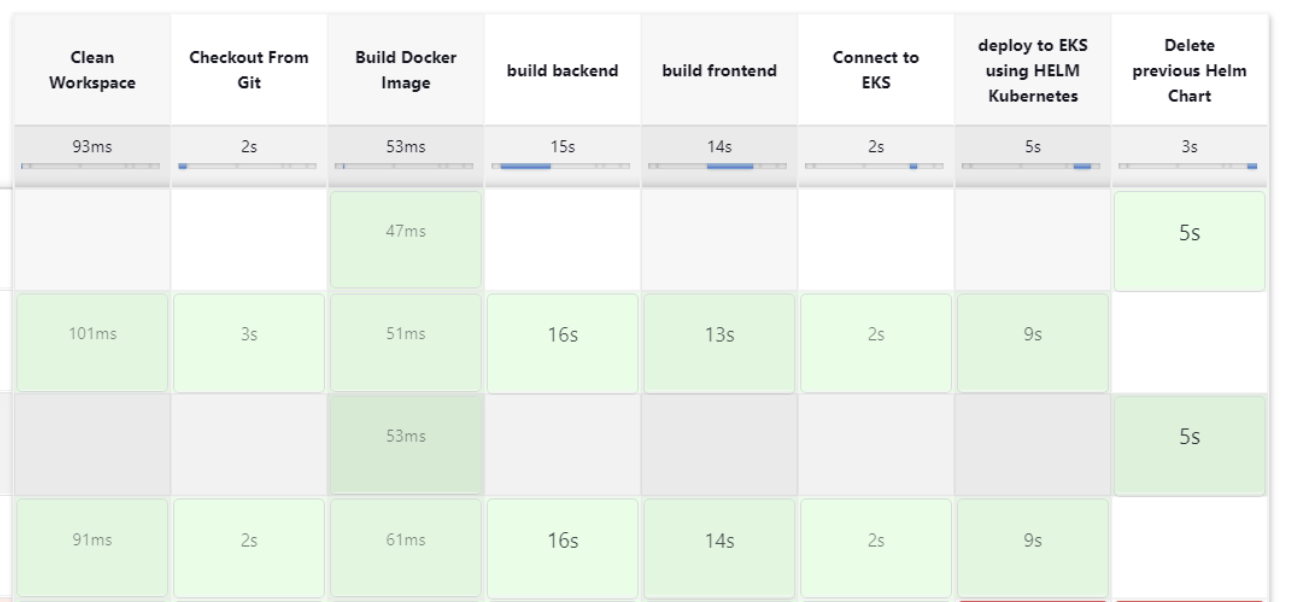 Clean
Workspace
Checkout From
Git
Build Docker
Image
build backend
build frontend
Connect to
EKS
deploy to EKS
using HELM
Kubernetes
Delete
previous Helm
Chart
93ms 2s 53ms 15s 14s 2s 5s 3s
47ms 5s
101ms 3s 51ms 16s 13s 2s 9s
53ms 5s
91ms 2s 61ms 16s 14s 2s 9s